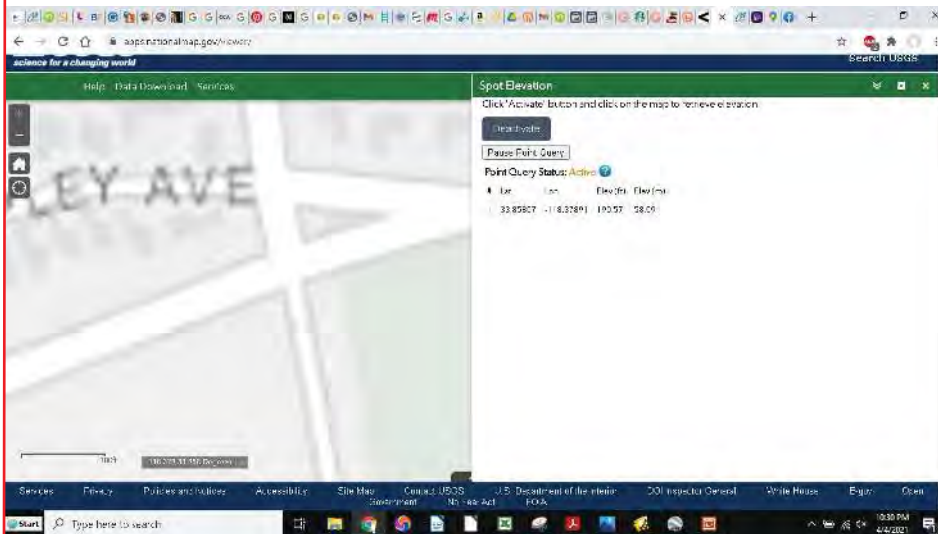 apps.nationalmap.gov/viewer/
science for a changing world
Search USGS
Help Data Download Services
Spot Elevation
Click 'Activate' button and click on the map to retrieve elevation
Deactivate
Pause Point Query
Point Query Status: Active
# Lat Lon Elev (ft) Elev (m)
33.85807 190.57 58.09
LEY AVE
Services Privacy Policies and Notices Accessibility Site Map Contact USGS U.S. Department of the Interior DOI Inspector General White House E-gov Open
Government No Fear Act FOIA
Start Type here to search
10:30 PM
4/4/2021